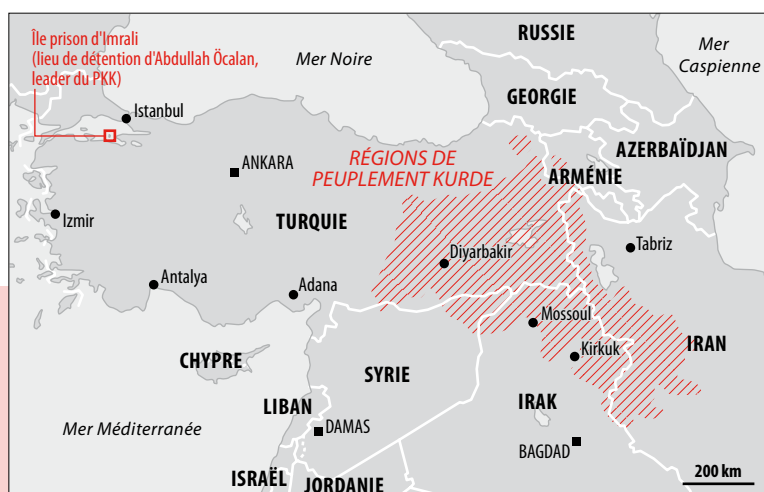 Île prison d'Imrali
(lieu de détention d'Abdullah Öcalan,
leader du PKK)
Mer Noire
RUSSIE
Mer
Caspienne
GEORGIE
Istanbul
AZERBAÏDJAN
ANKARA
RÉGIONS DE
PEUPLEMENT KURDE
ARMÉNIE
Izmir
TURQUIE
Diyarbakir
Tabriz
Antalya
Adana
Mossoul
Kirkuk
IRAN
CHYPRE
SYRIE
LIBAN
IRAK
Mer Méditerranée
DAMAS
BAGDAD
ISRAËL
JORDANIE
200 km